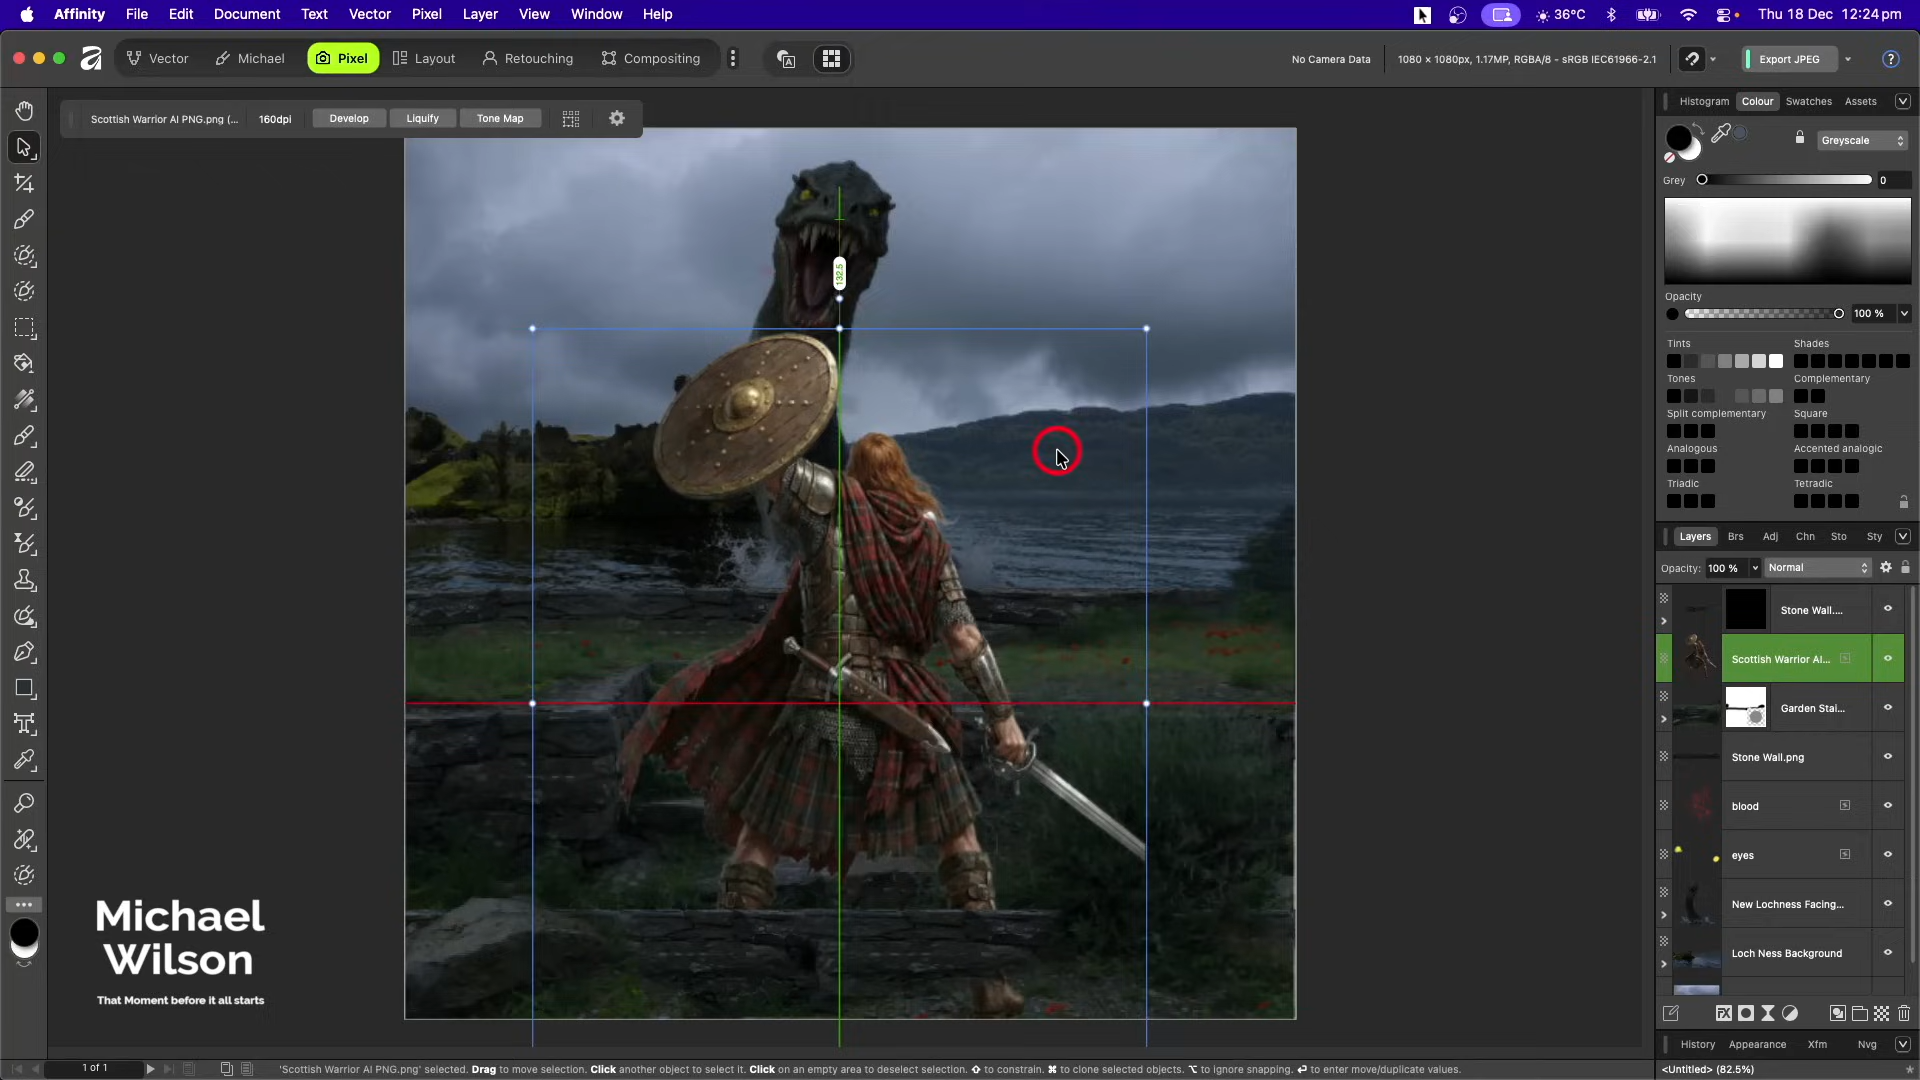 Affinity File Edit Document Text Vector Pixel Layer View Window Help 36°C Thu 18 Dec 12:24 pm
Vector Michael Pixel Layout Retouching Compositing No Camera Data 1080 × 1080px, 1.17MP, RGBA/8 - sRGB IEC61966-2.1 Export JPEG
Scottish Warrior AI PNG.png (... 160dpi Develop Liquify Tone Map
Histogram Colour Swatches Assets
Greyscale
Grey 0
Opacity
100 %
Tints Shades
Tones Complementary
Split complementary Square
Analogous Accented analogic
Triadic Tetradic
132.5
Layers Brs Adj Chn Sto Sty
Opacity: 100 % Normal
Stone Wall....
Scottish Warrior AI...
Garden Stai...
Stone Wall.png
blood
eyes
New Lochness Facing...
Loch Ness Background
Michael
Wilson
That Moment before it all starts
FX
History Appearance Xfm Nvg
1 of 1 'Scottish Warrior AI PNG.png' selected. Drag to move selection. Click another object to select it. Click on an empty area to deselect selection. ⇧ to constrain. ⌘ to clone selected objects. ⌥ to ignore snapping. ⏎ to enter move/duplicate values. <Untitled> (82.5%)